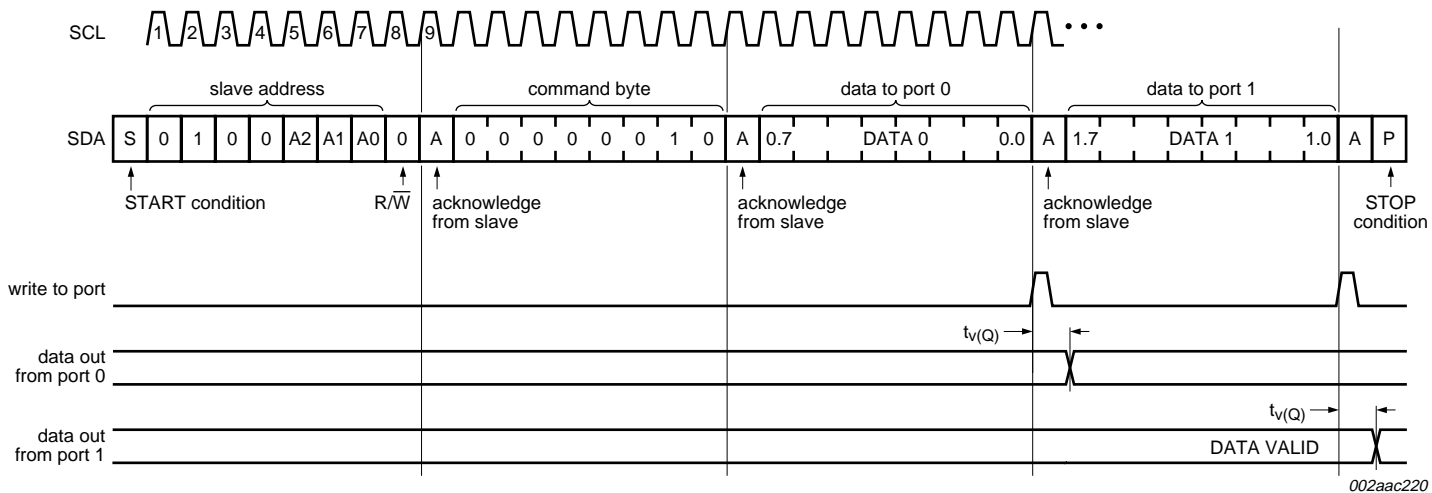 SCL 1 2 3 4 5 6 7 8 9 •••
slave address command byte data to port 0 data to port 1
SDA S 0 1 0 0 A2 A1 A0 0 A 0 0 0 0 0 0 1 0 A 0.7 DATA 0 0.0 A 1.7 DATA 1 1.0 A P
START condition R/W̅ acknowledge acknowledge acknowledge STOP
from slave from slave from slave condition
write to port
tv(Q)
data out
from port 0
tv(Q)
data out
from port 1 DATA VALID
002aac220